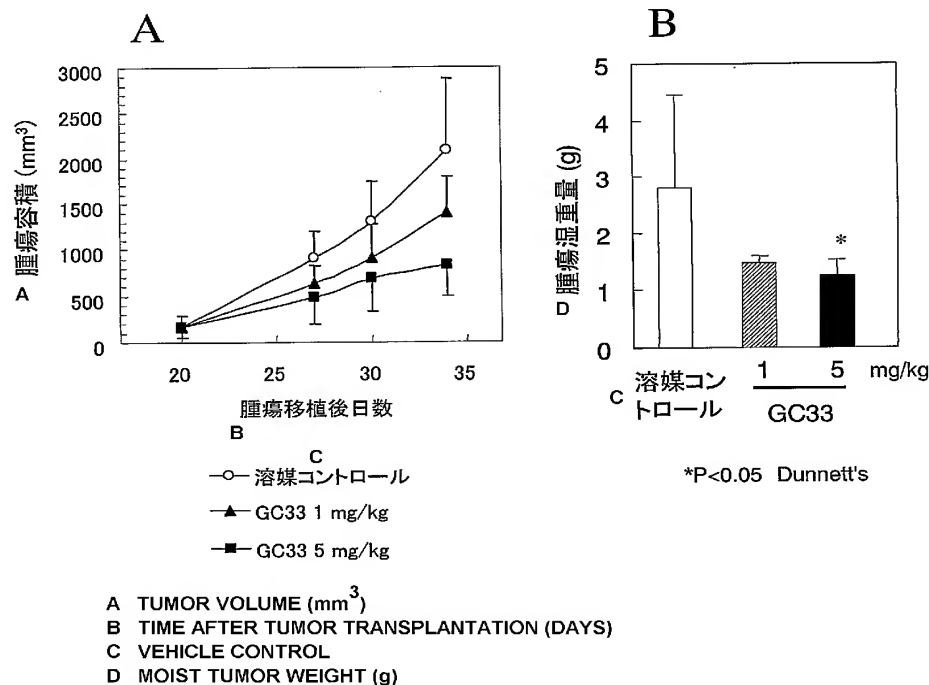 A
3000
2500
2000
1500
1000
500
0
A 腫瘍容積 (mm³)
20 25 30 35
腫瘍移植後日数
B
C
溶媒コントロール
GC33 1 mg/kg
GC33 5 mg/kg
B
5
4
3
2
1
0
D 腫瘍湿重量 (g)
*
C 溶媒コン
トロール
1 5 mg/kg
GC33
*P<0.05 Dunnett's
A TUMOR VOLUME (mm³)
B TIME AFTER TUMOR TRANSPLANTATION (DAYS)
C VEHICLE CONTROL
D MOIST TUMOR WEIGHT (g)